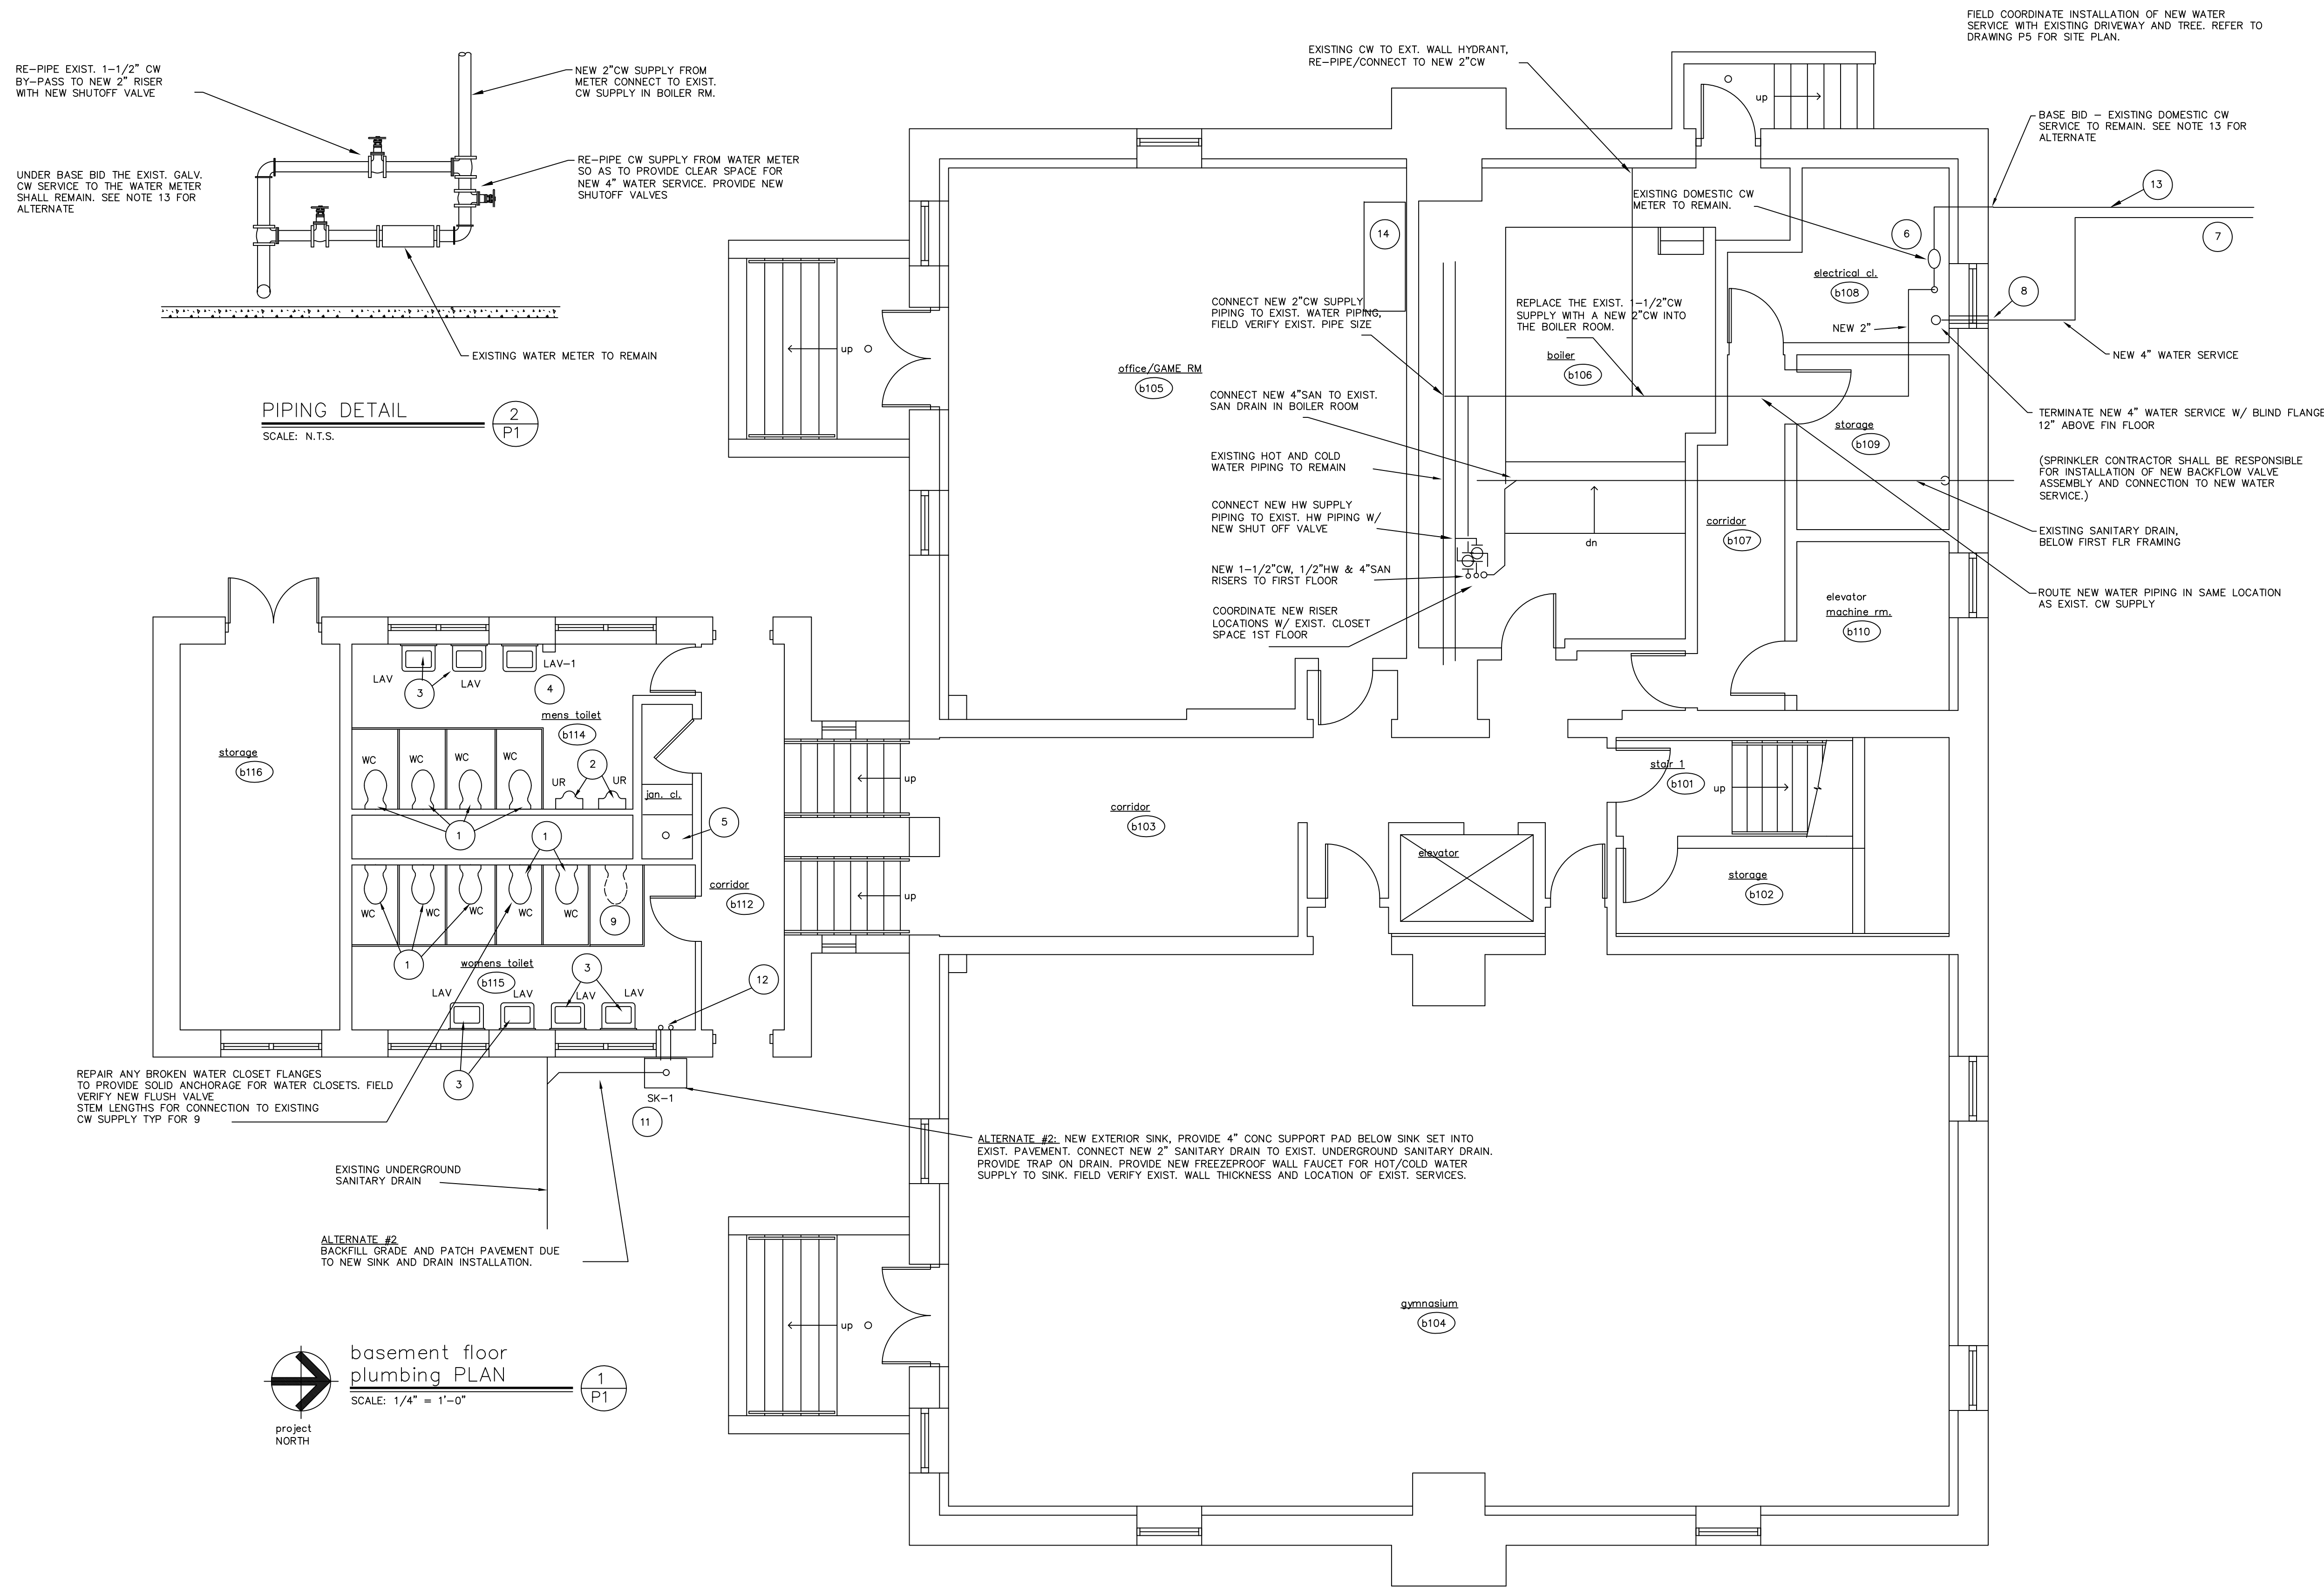 FIELD COORDINATE INSTALLATION OF NEW WATER
SERVICE WITH EXISTING DRIVEWAY AND TREE. REFER TO
DRAWING P5 FOR SITE PLAN.
RE-PIPE EXIST. 1-1/2" CW
BY-PASS TO NEW 2" RISER
WITH NEW SHUTOFF VALVE
NEW 2"CW SUPPLY FROM
METER CONNECT TO EXIST.
CW SUPPLY IN BOILER RM.
UNDER BASE BID THE EXIST. GALV.
CW SERVICE TO THE WATER METER
SHALL REMAIN. SEE NOTE 13 FOR
ALTERNATE
RE-PIPE CW SUPPLY FROM WATER METER
SO AS TO PROVIDE CLEAR SPACE FOR
NEW 4" WATER SERVICE. PROVIDE NEW
SHUTOFF VALVES
EXISTING WATER METER TO REMAIN
PIPING DETAIL
SCALE: N.T.S.
2
P1
EXISTING CW TO EXT. WALL HYDRANT,
RE-PIPE/CONNECT TO NEW 2"CW
up
BASE BID - EXISTING DOMESTIC CW
SERVICE TO REMAIN. SEE NOTE 13 FOR
ALTERNATE
13
7
EXISTING DOMESTIC CW
METER TO REMAIN.
6
14
electrical cl.
b108
8
NEW 2"
NEW 4" WATER SERVICE
CONNECT NEW 2"CW SUPPLY
PIPING TO EXIST. WATER PIPING,
FIELD VERIFY EXIST. PIPE SIZE
REPLACE THE EXIST. 1-1/2"CW
SUPPLY WITH A NEW 2"CW INTO
THE BOILER ROOM.
boiler
b106
up
office/GAME RM
b105
CONNECT NEW 4"SAN TO EXIST.
SAN DRAIN IN BOILER ROOM
TERMINATE NEW 4" WATER SERVICE W/ BLIND FLANGE
12" ABOVE FIN FLOOR
storage
b109
EXISTING HOT AND COLD
WATER PIPING TO REMAIN
(SPRINKLER CONTRACTOR SHALL BE RESPONSIBLE
FOR INSTALLATION OF NEW BACKFLOW VALVE
ASSEMBLY AND CONNECTION TO NEW WATER
SERVICE.)
CONNECT NEW HW SUPPLY
PIPING TO EXIST. HW PIPING W/
NEW SHUT OFF VALVE
dn
corridor
b107
EXISTING SANITARY DRAIN,
BELOW FIRST FLR FRAMING
NEW 1-1/2"CW, 1/2"HW & 4"SAN
RISERS TO FIRST FLOOR
ROUTE NEW WATER PIPING IN SAME LOCATION
AS EXIST. CW SUPPLY
elevator
machine rm.
b110
COORDINATE NEW RISER
LOCATIONS W/ EXIST. CLOSET
SPACE 1ST FLOOR
LAV
3
LAV
LAV-1
4
mens toilet
b114
storage
b116
WC
WC
WC
WC
UR
2
UR
jan. cl.
1
1
5
up
corridor
b103
stair 1
b101
up
elevator
storage
b102
WC
WC
WC
WC
WC
9
corridor
b112
up
1
womens toilet
b115
3
12
LAV
LAV
LAV
LAV
3
SK-1
11
REPAIR ANY BROKEN WATER CLOSET FLANGES
TO PROVIDE SOLID ANCHORAGE FOR WATER CLOSETS. FIELD
VERIFY NEW FLUSH VALVE
STEM LENGTHS FOR CONNECTION TO EXISTING
CW SUPPLY TYP FOR 9
ALTERNATE #2: NEW EXTERIOR SINK, PROVIDE 4" CONC SUPPORT PAD BELOW SINK SET INTO
EXIST. PAVEMENT. CONNECT NEW 2" SANITARY DRAIN TO EXIST. UNDERGROUND SANITARY DRAIN.
PROVIDE TRAP ON DRAIN. PROVIDE NEW FREEZEPROOF WALL FAUCET FOR HOT/COLD WATER
SUPPLY TO SINK. FIELD VERIFY EXIST. WALL THICKNESS AND LOCATION OF EXIST. SERVICES.
EXISTING UNDERGROUND
SANITARY DRAIN
ALTERNATE #2
BACKFILL GRADE AND PATCH PAVEMENT DUE
TO NEW SINK AND DRAIN INSTALLATION.
up
gymnasium
b104
basement floor
plumbing PLAN
SCALE: 1/4" = 1'-0"
1
P1
project
NORTH